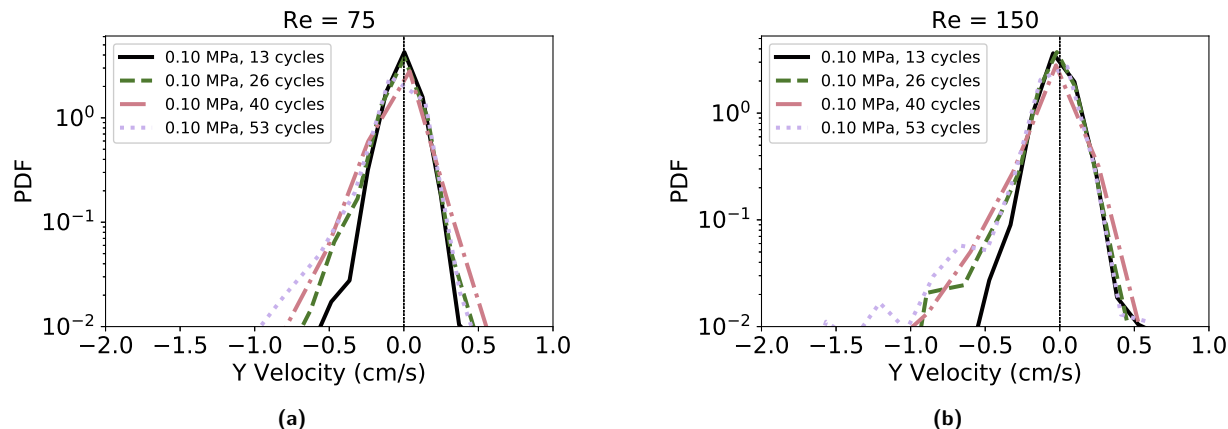 Re = 75
PDF
10^0
10^−1
10^−2
0.10 MPa, 13 cycles
0.10 MPa, 26 cycles
0.10 MPa, 40 cycles
0.10 MPa, 53 cycles
−2.0 −1.5 −1.0 −0.5 0.0 0.5 1.0
Y Velocity (cm/s)
(a)
Re = 150
PDF
10^0
10^−1
10^−2
0.10 MPa, 13 cycles
0.10 MPa, 26 cycles
0.10 MPa, 40 cycles
0.10 MPa, 53 cycles
−2.0 −1.5 −1.0 −0.5 0.0 0.5 1.0
Y Velocity (cm/s)
(b)